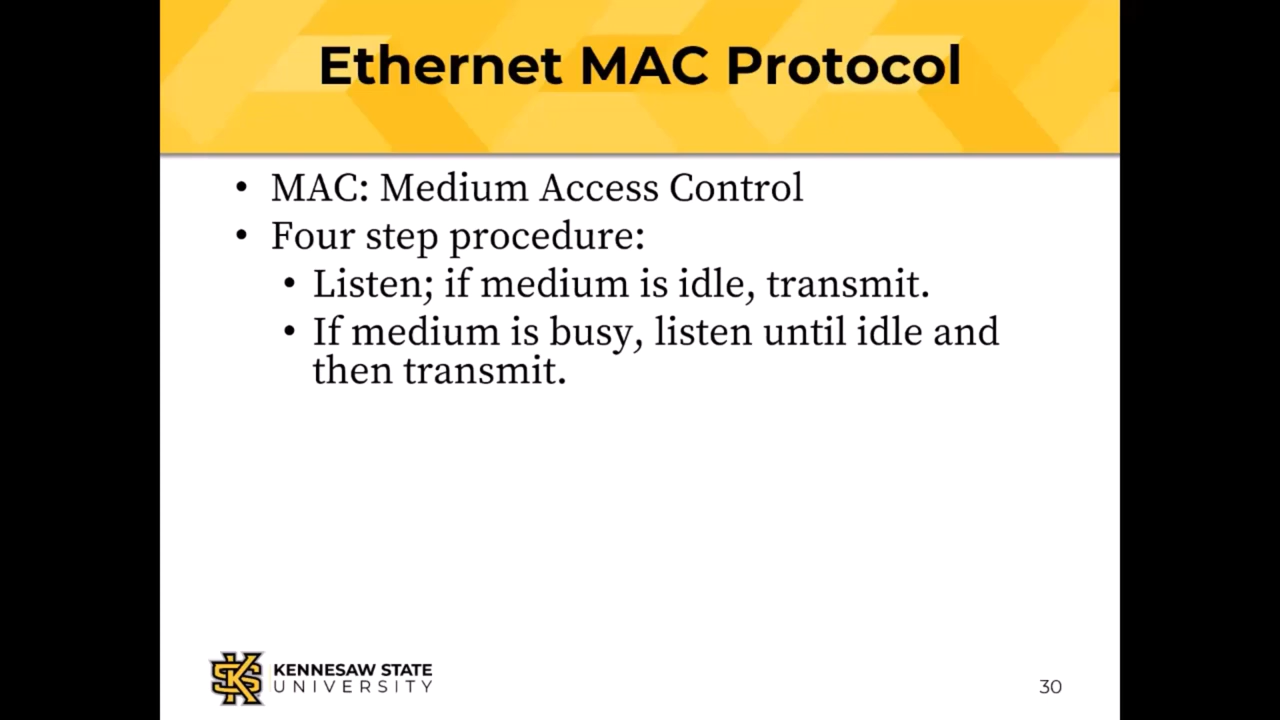 Ethernet MAC Protocol
• MAC: Medium Access Control
• Four step procedure:
• Listen; if medium is idle, transmit.
• If medium is busy, listen until idle and
then transmit.
KENNESAW STATE
UNIVERSITY
30